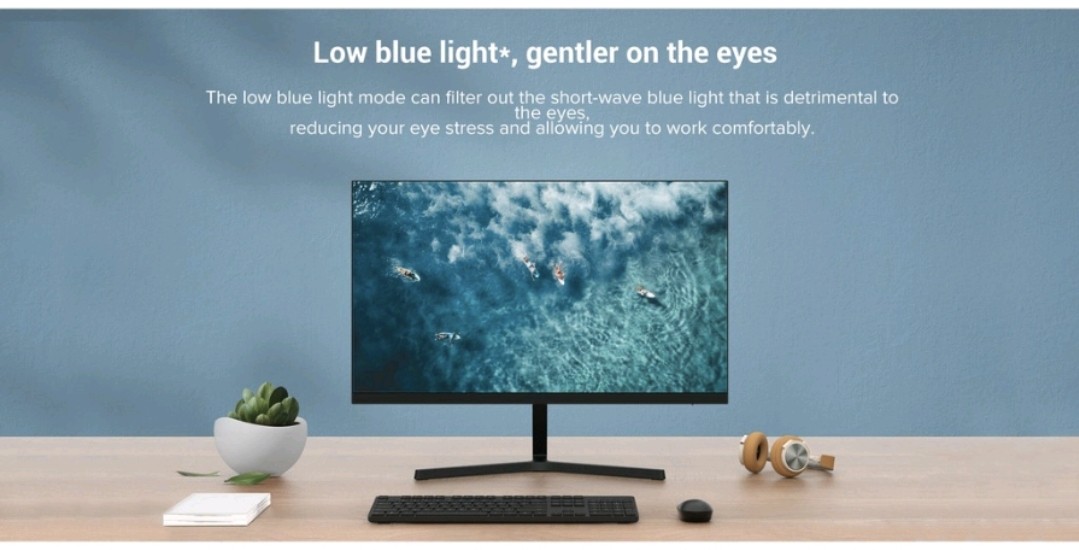 Low blue light*, gentler on the eyes
The low blue light mode can filter out the short-wave blue light that is detrimental to
the eyes,
reducing your eye stress and allowing you to work comfortably.